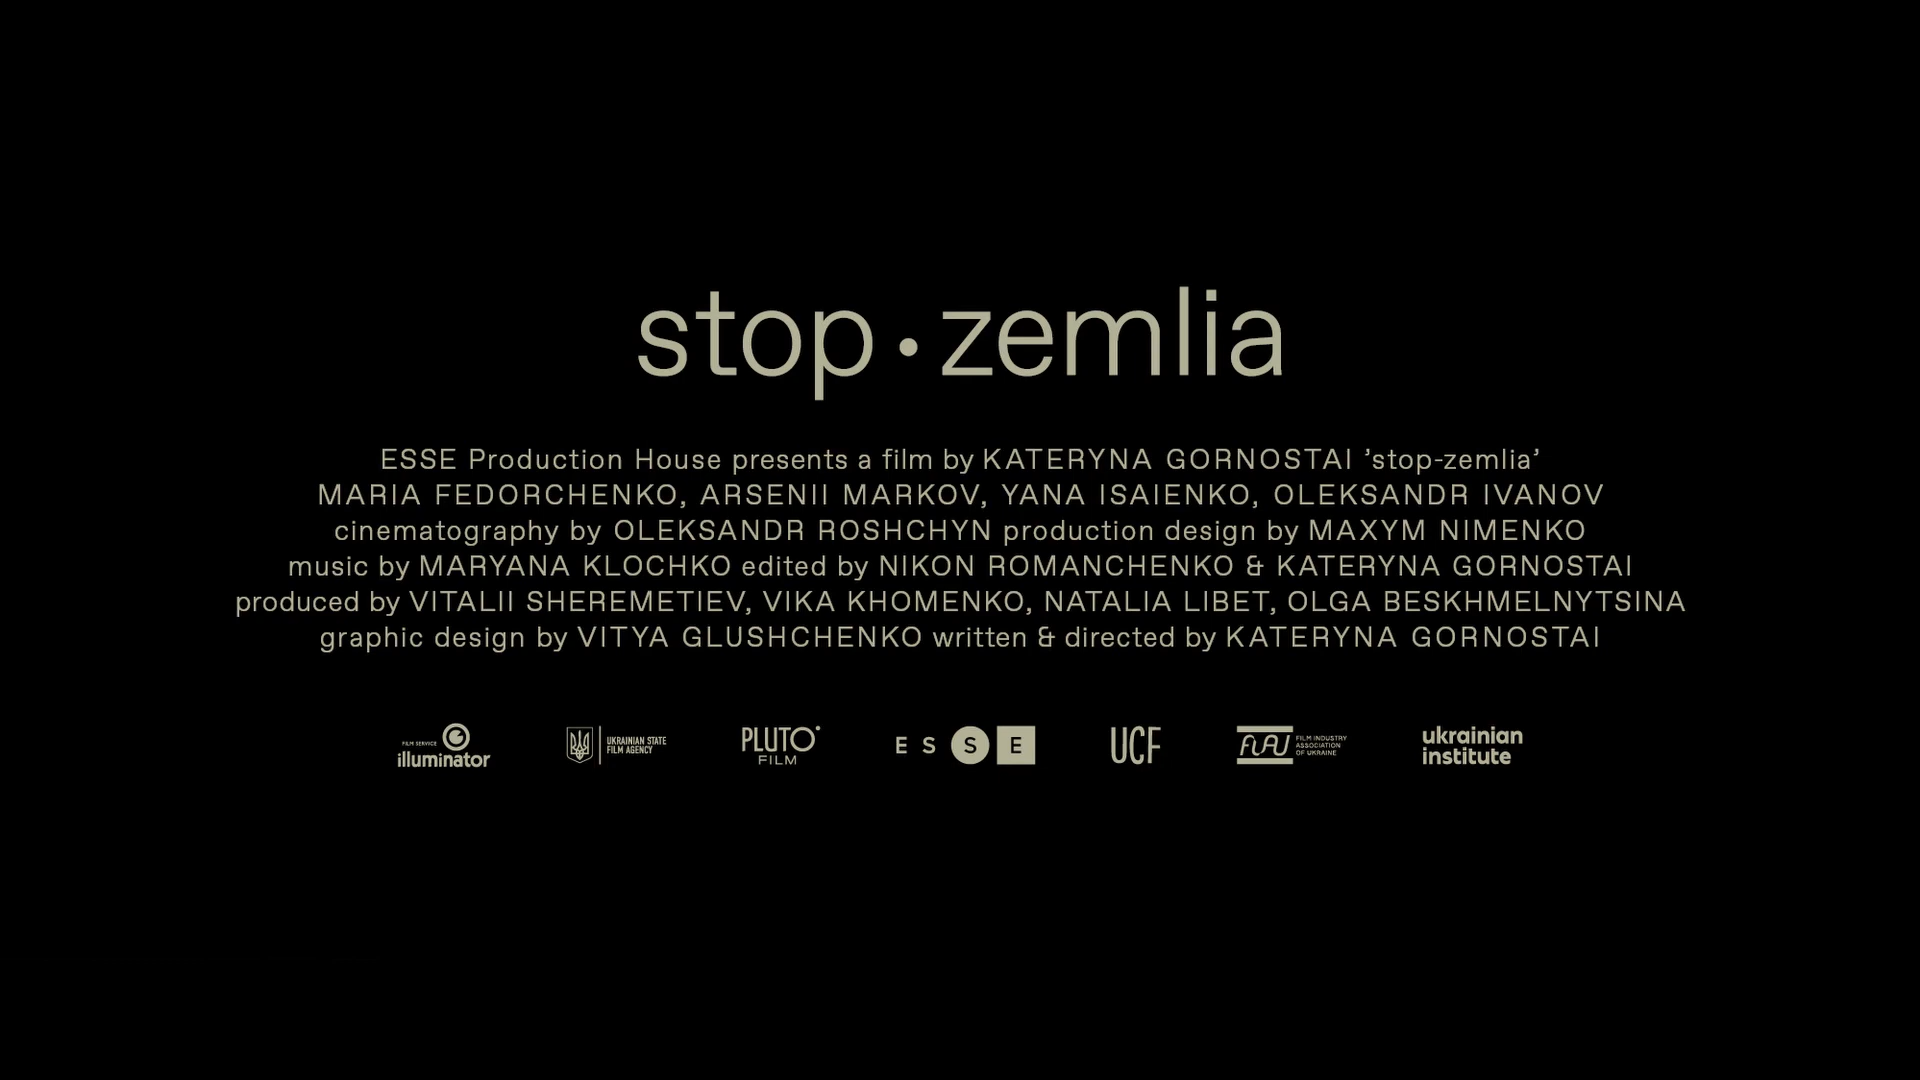 stop • zemlia
ESSE Production House presents a film by KATERYNA GORNOSTAI ’stop-zemlia’
MARIA FEDORCHENKO, ARSENII MARKOV, YANA ISAIENKO, OLEKSANDR IVANOV
cinematography by OLEKSANDR ROSHCHYN production design by MAXYM NIMENKO
music by MARYANA KLOCHKO edited by NIKON ROMANCHENKO & KATERYNA GORNOSTAI
produced by VITALII SHEREMETIEV, VIKA KHOMENKO, NATALIA LIBET, OLGA BESKHMELNYTSINA
graphic design by VITYA GLUSHCHENKO written & directed by KATERYNA GORNOSTAI
FILM SERVICE
illuminator
UKRAINIAN STATE
FILM AGENCY
PLUTO
FILM
E S S E
UCF
FIAU
FILM INDUSTRY
ASSOCIATION
OF UKRAINE
ukrainian
institute